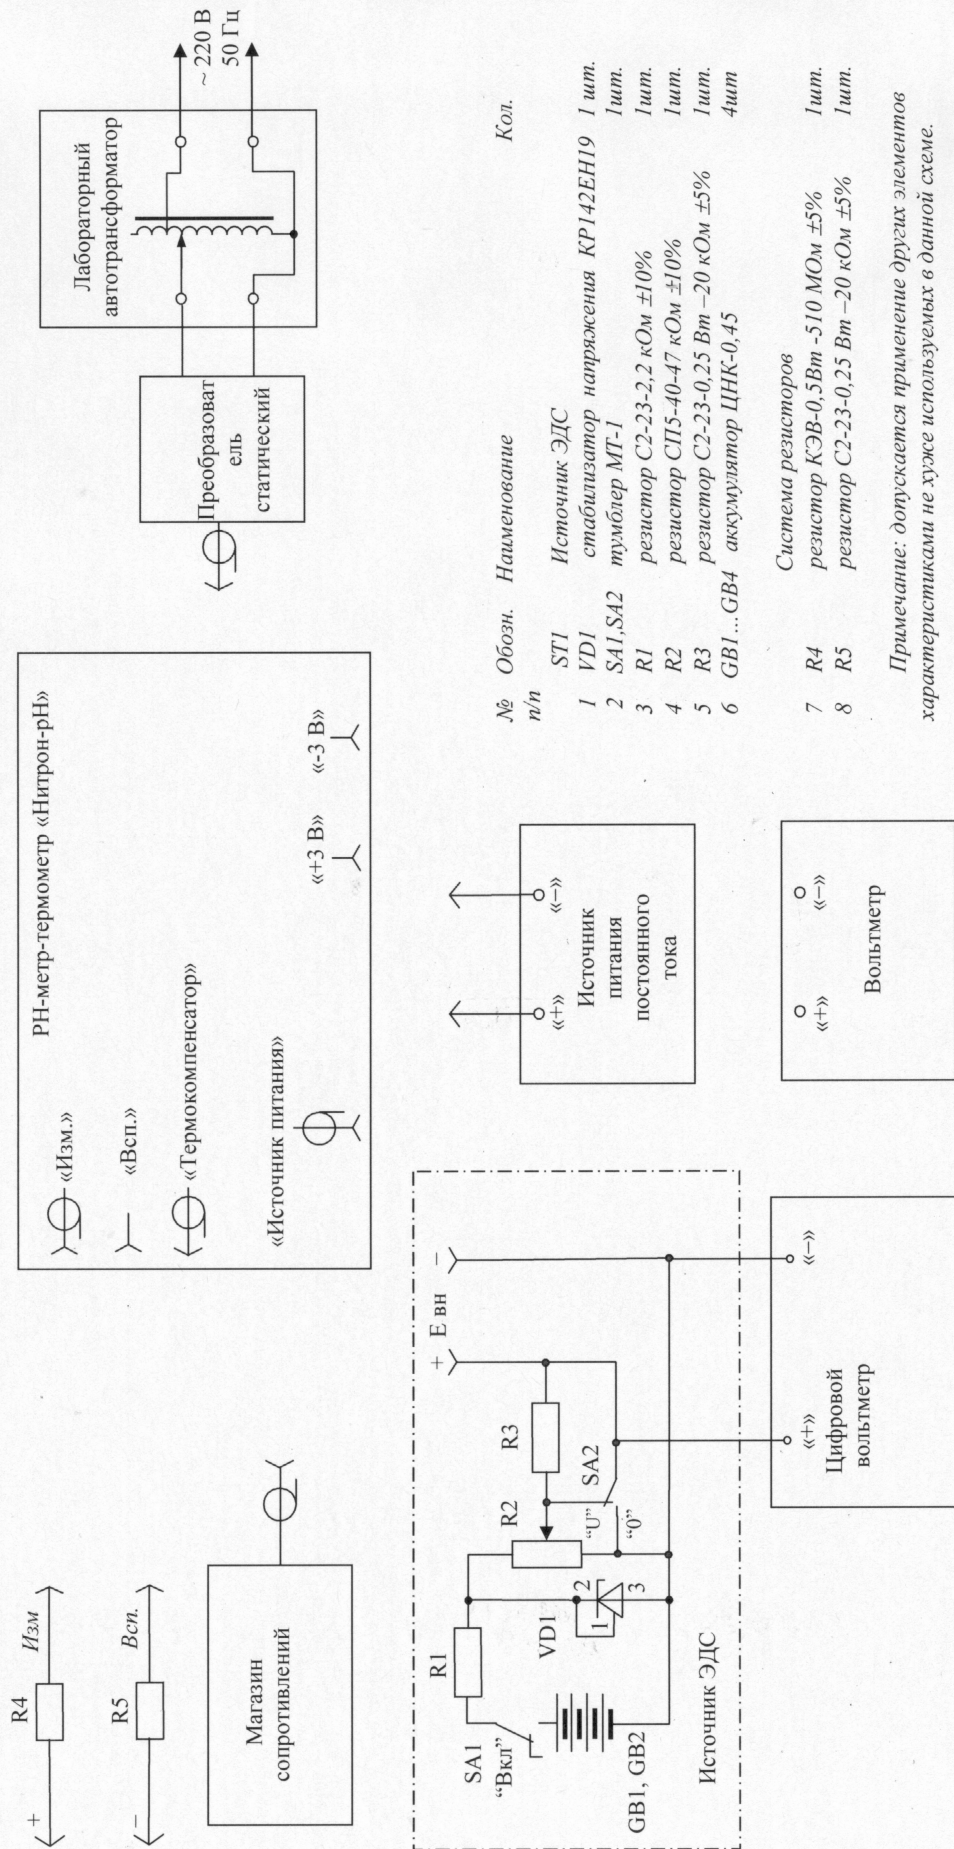 R4
+
Изм
R5
–
Всп.
Магазин
сопротивлений
РН-метр-термометр «Нитрон-рН»
«Изм.»
«Всп.»
«Термокомпенсатор»
«Источник питания»
«+3 В»
«-3 В»
Преобразоват
ель
статический
Лабораторный
автотрансформатор
~ 220 В
50 Гц
SA1
“Вкл”
R1
GB1, GB2
VD1
1
2
3
R2
“U”
“0”
SA2
R3
+ Е вн –
Источник ЭДС
«+»
«–»
Цифровой
вольтметр
«+»
«–»
Источник
питания
постоянного
тока
«+»
«–»
Вольтметр
№ Обозн. Наименование Кол.
п/п
ST1 Источник ЭДС
1 VD1 стабилизатор напряжения КР142ЕН19 1 шт.
2 SA1,SA2 тумблер МТ-1 1шт.
3 R1 резистор С2-23-2,2 кОм ±10% 1шт.
4 R2 резистор СП5-40-47 кОм ±10% 1шт.
5 R3 резистор С2-23-0,25 Вт –20 кОм ±5% 1шт.
6 GB1...GB4 аккумулятор ЦНК-0,45 4шт
Система резисторов
7 R4 резистор КЭВ-0,5Вт -510 МОм ±5% 1шт.
8 R5 резистор С2-23-0,25 Вт –20 кОм ±5% 1шт.
Примечание: допускается применение других элементов
характеристиками не хуже используемых в данной схеме.